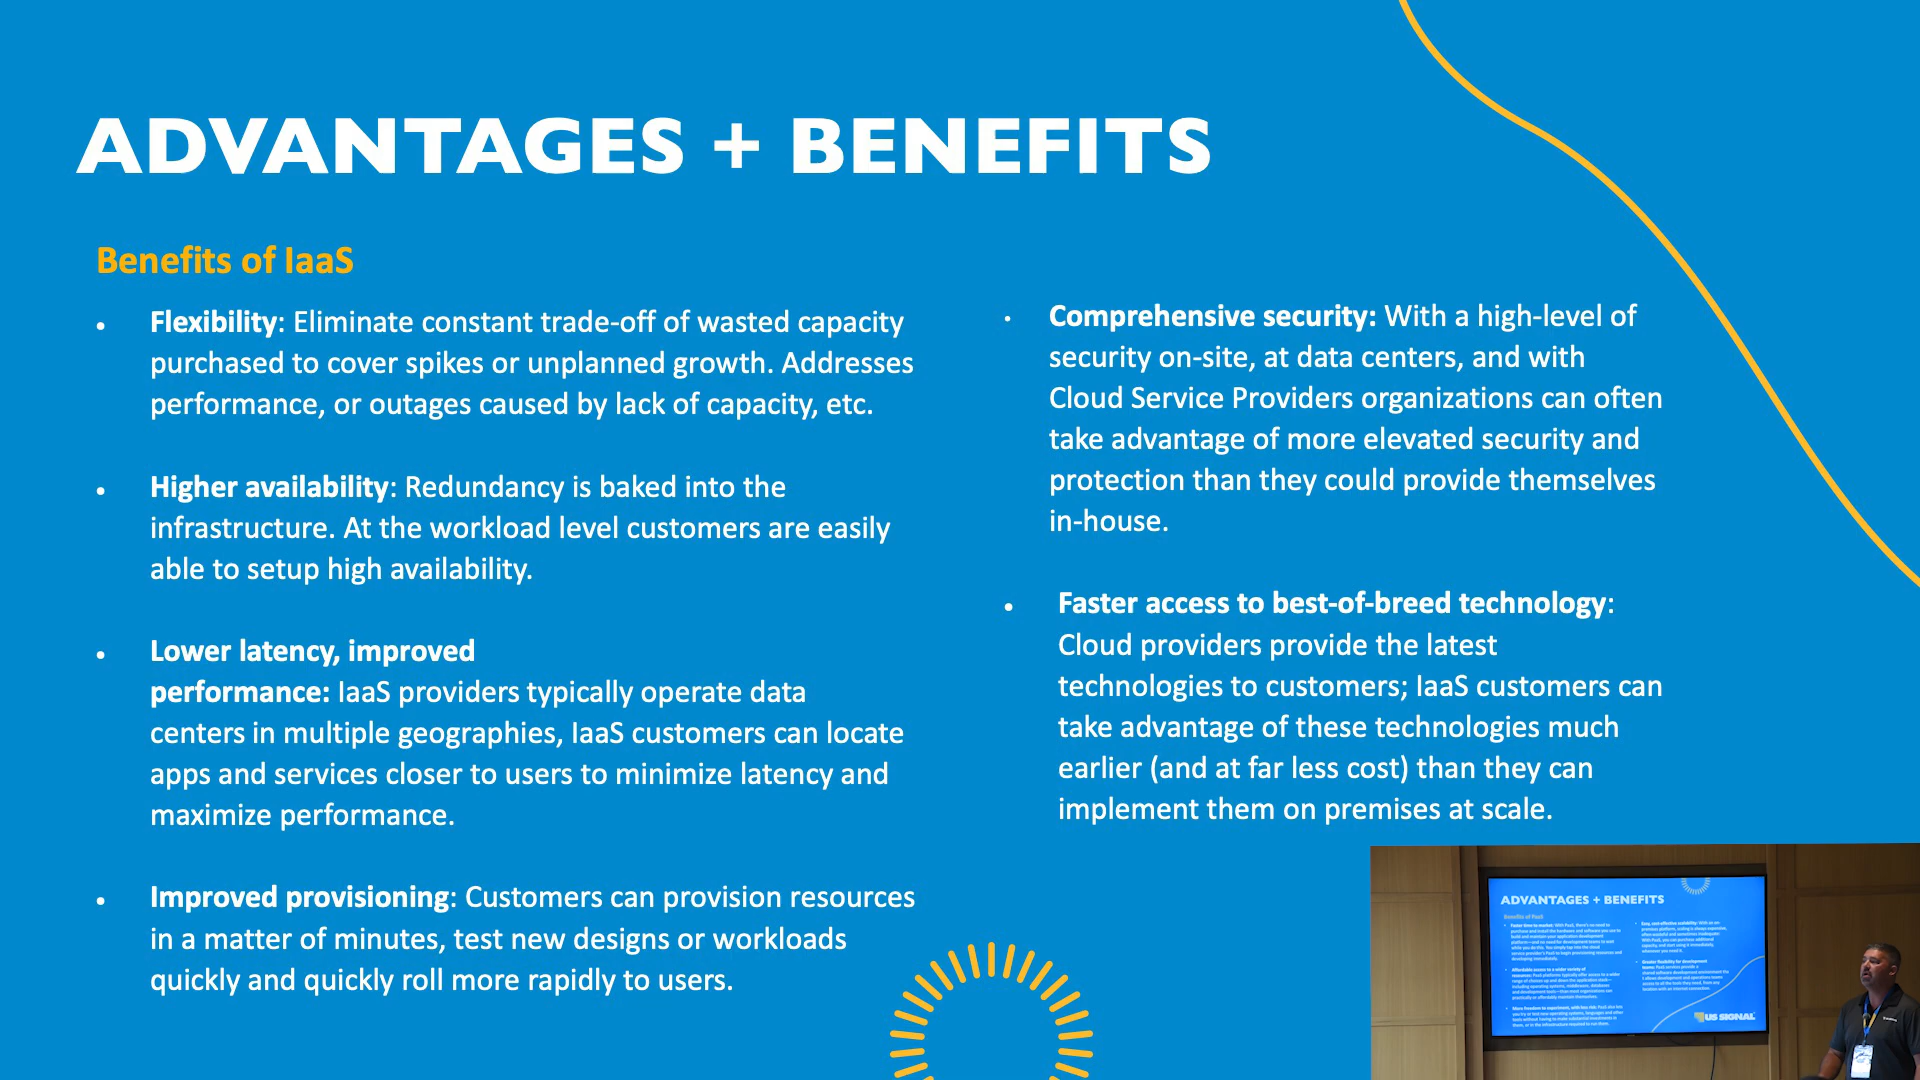 ADVANTAGES + BENEFITS
Benefits of IaaS
• Flexibility: Eliminate constant trade-off of wasted capacity
purchased to cover spikes or unplanned growth. Addresses
performance, or outages caused by lack of capacity, etc.
• Higher availability: Redundancy is baked into the
infrastructure. At the workload level customers are easily
able to setup high availability.
• Lower latency, improved
performance: IaaS providers typically operate data
centers in multiple geographies, IaaS customers can locate
apps and services closer to users to minimize latency and
maximize performance.
• Improved provisioning: Customers can provision resources
in a matter of minutes, test new designs or workloads
quickly and quickly roll more rapidly to users.
• Comprehensive security: With a high-level of
security on-site, at data centers, and with
Cloud Service Providers organizations can often
take advantage of more elevated security and
protection than they could provide themselves
in-house.
• Faster access to best-of-breed technology:
Cloud providers provide the latest
technologies to customers; IaaS customers can
take advantage of these technologies much
earlier (and at far less cost) than they can
implement them on premises at scale.
ADVANTAGES + BENEFITS
Benefits of PaaS
US SIGNAL